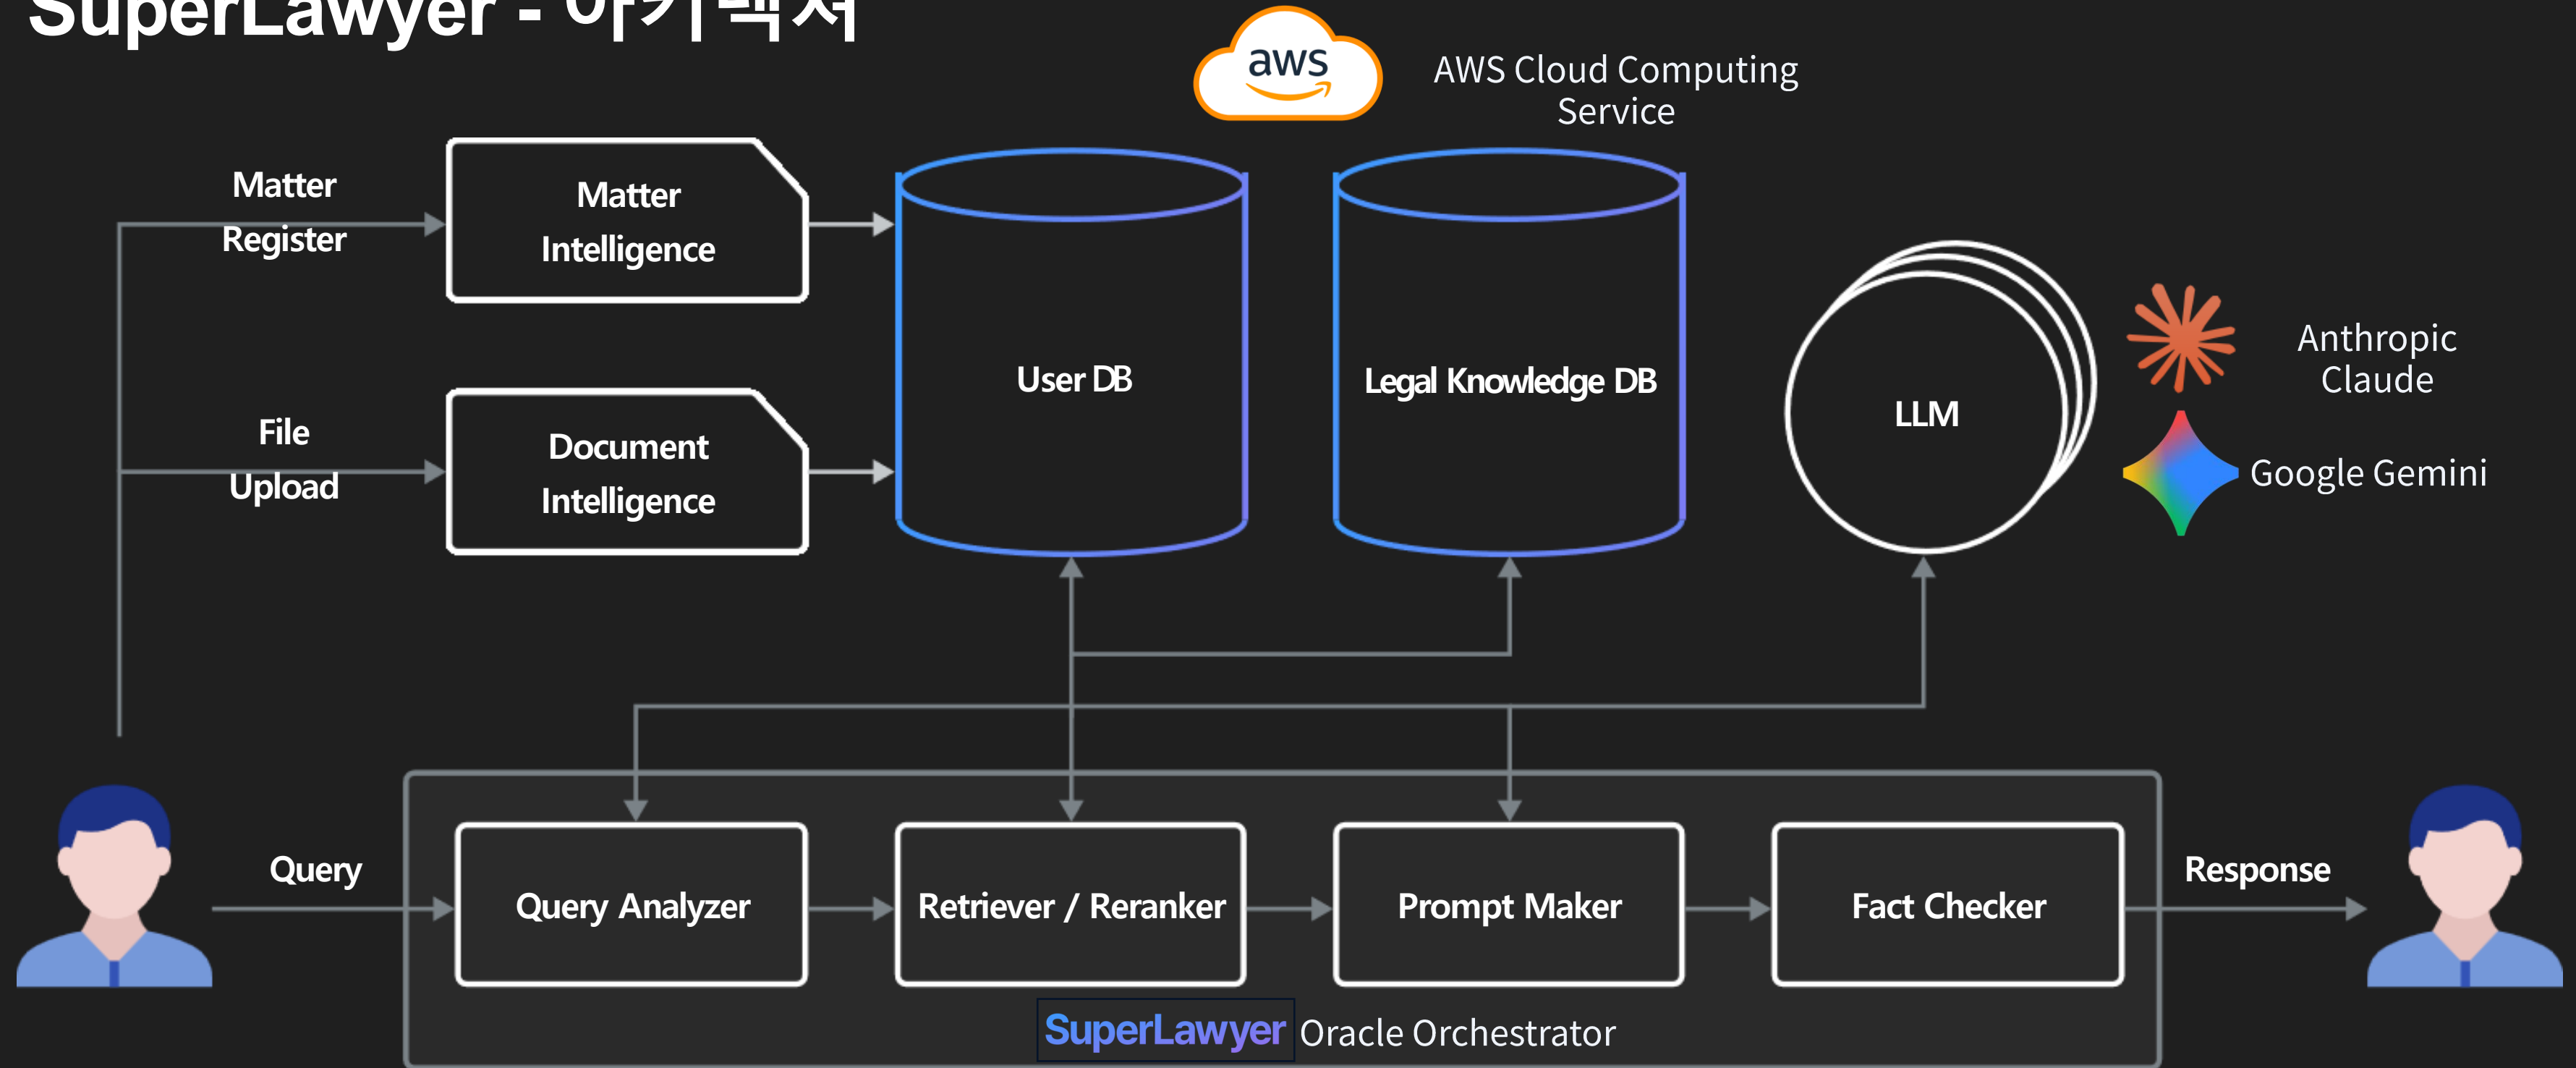 SuperLawyer - 아키텍처
aws
AWS Cloud Computing
Service
Matter
Register
Matter
Intelligence
File
Upload
Document
Intelligence
User DB
Legal Knowledge DB
LLM
Anthropic
Claude
Google Gemini
Query
Query Analyzer
Retriever / Reranker
Prompt Maker
Fact Checker
Response
SuperLawyer Oracle Orchestrator